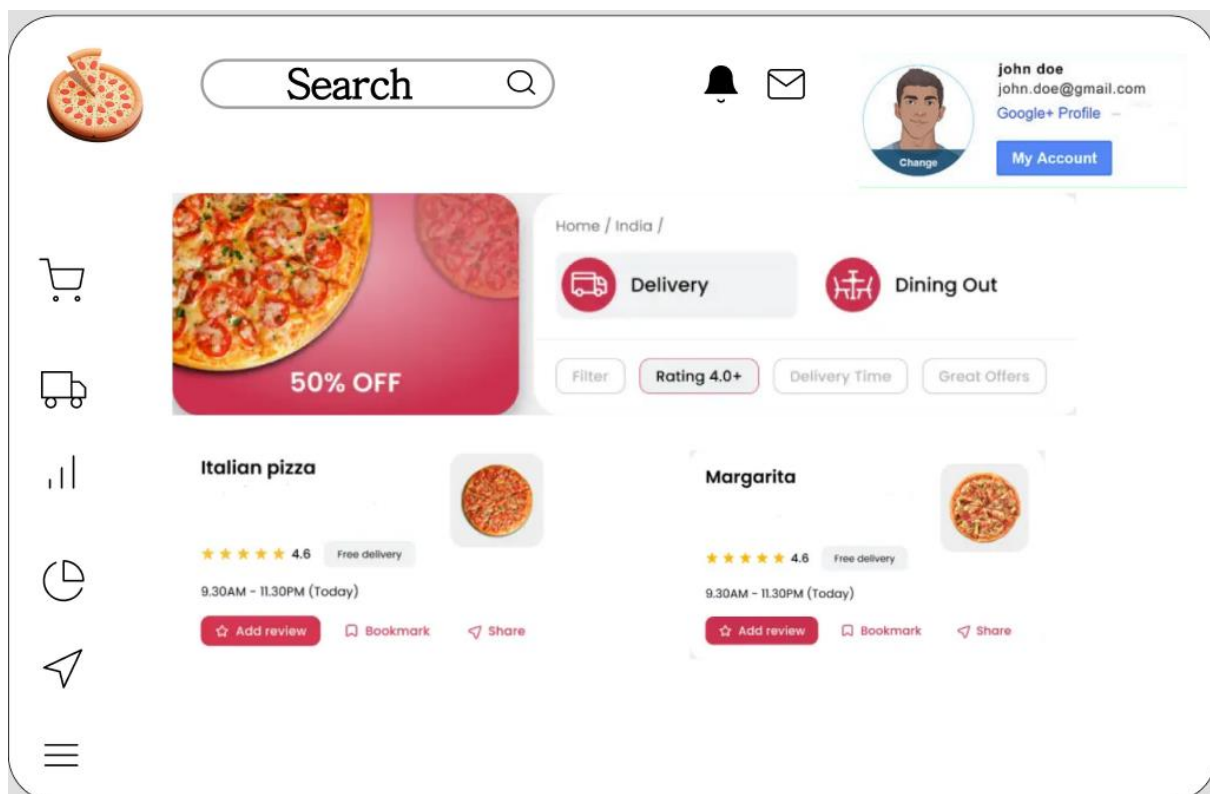 Search
john doe
john.doe@gmail.com
Google+ Profile
Change
My Account
Home / India /
Delivery
Dining Out
50% OFF
Filter
Rating 4.0+
Delivery Time
Great Offers
Italian pizza
4.6
Free delivery
9.30AM - 11.30PM (Today)
Add review
Bookmark
Share
Margarita
4.6
Free delivery
9.30AM - 11.30PM (Today)
Add review
Bookmark
Share